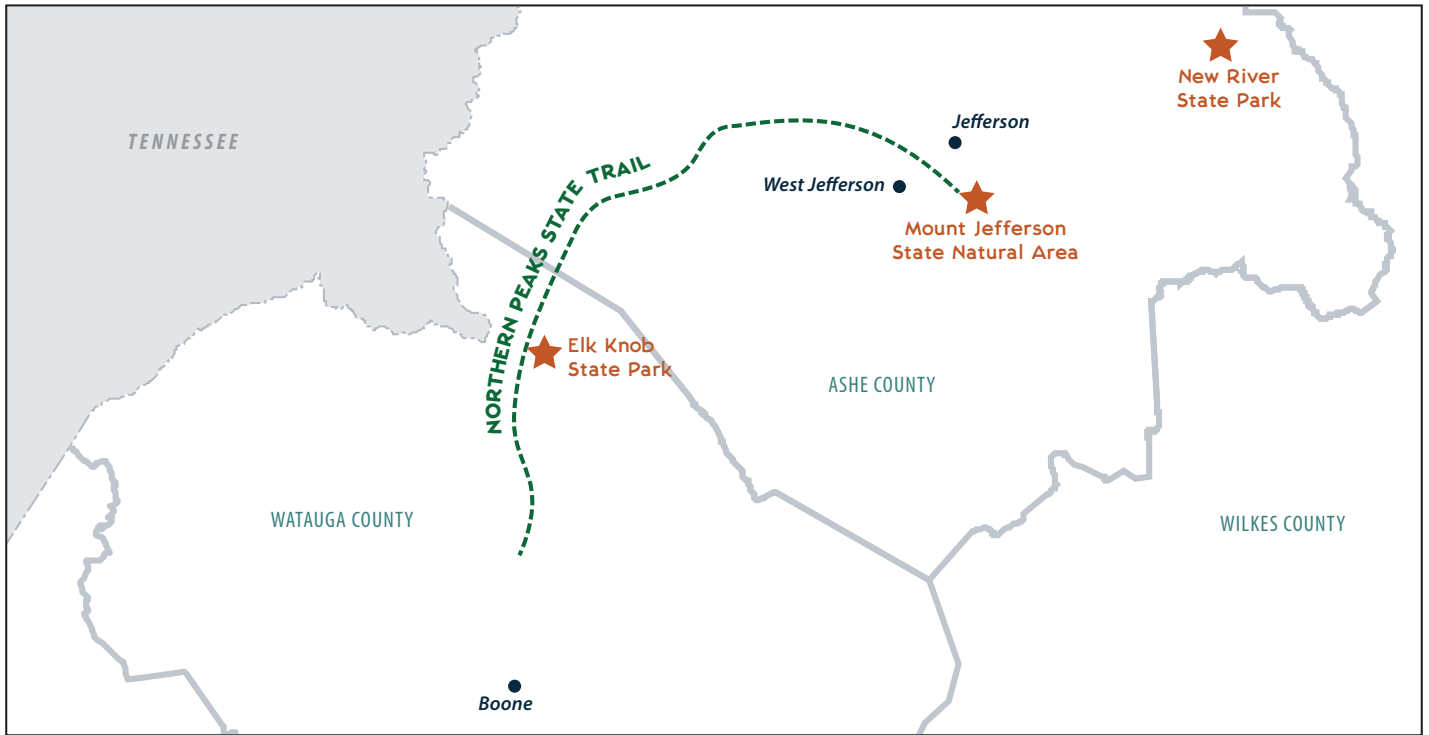 New River
State Park
Jefferson
TENNESSEE
NORTHERN PEAKS STATE TRAIL
West Jefferson
Mount Jefferson
State Natural Area
Elk Knob
State Park
ASHE COUNTY
WATAUGA COUNTY
WILKES COUNTY
Boone